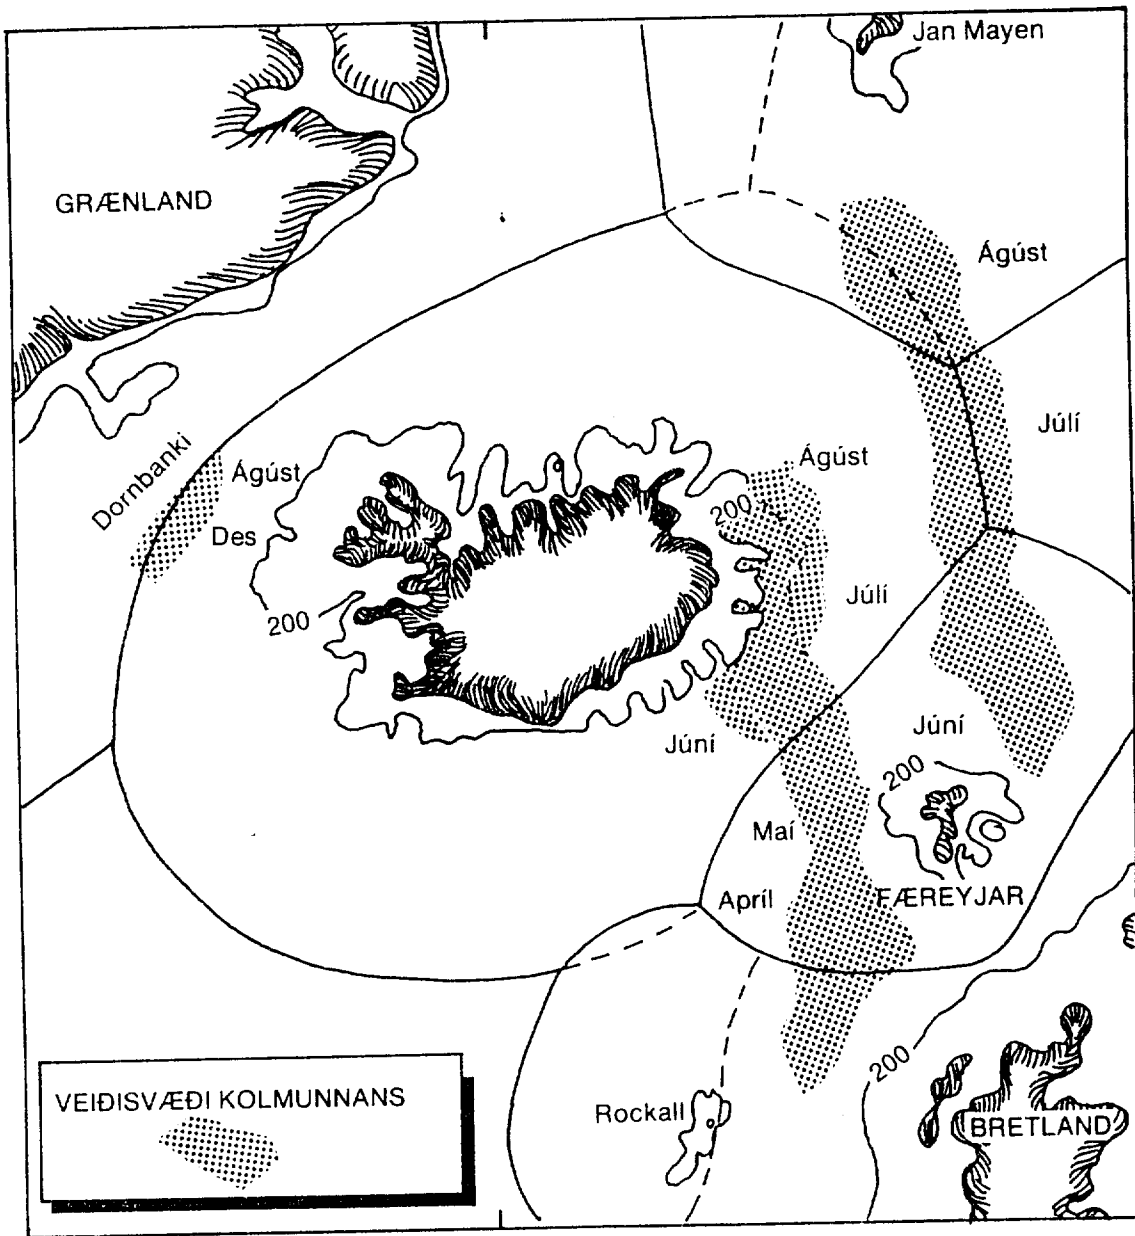 Jan Mayen
GRÆNLAND
Ágúst
Júlí
Dornbanki
Ágúst
Ágúst
200
Des
200
Júlí
Júní
Júní
200
Maí
Apríl
FÆREYJAR
200
VEIÐISVÆÐI KOLMUNNANS
Rockall
BRETLAND